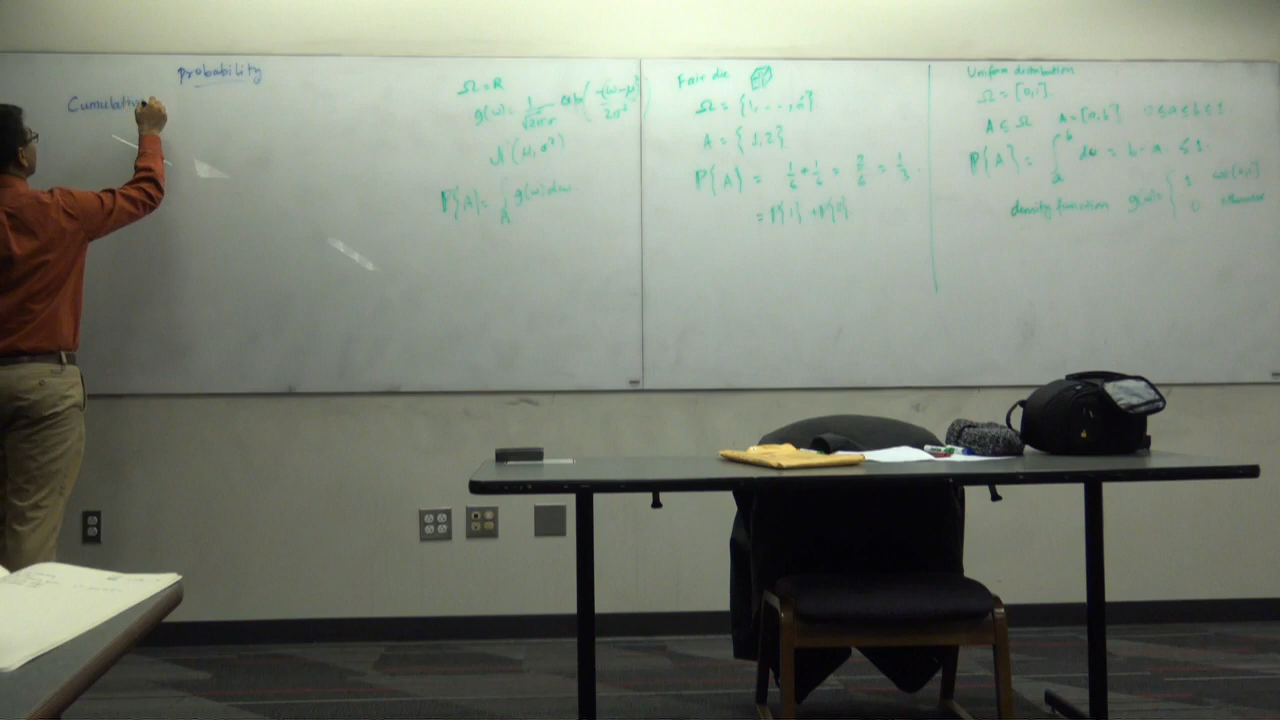 Probability
Cumulative
Ω = R
g(ω) = 1/√2πσ exp(-(ω-μ)²/2σ²)
N(μ, σ²)
P{A} = ∫_A g(ω) dω
Fair die
Ω = {1, ..., 6}
A = {1, 2}
P{A} = 1/6 + 1/6 = 2/6 = 1/3.
= P{1} + P{2}
Uniform distribution
Ω = [0, 1].
A ⊆ Ω A = [a, b] 0 ≤ a ≤ b ≤ 1
P{A} = ∫_a^b dω = b - a. ≤ 1.
density function g(ω) = { 1 ω ∈ [0, 1]
0 otherwise